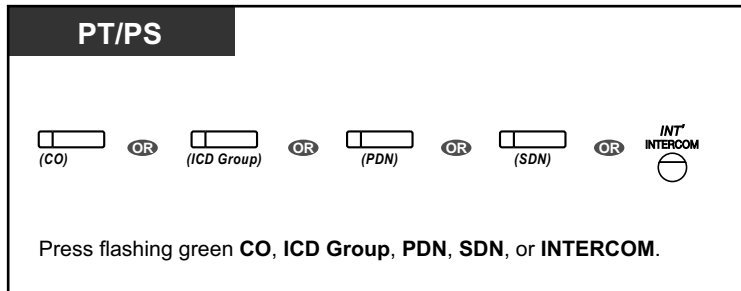 PT/PS
INT'
(CO) OR (ICD Group) OR (PDN) OR (SDN) OR INTERCOM
Press flashing green CO, ICD Group, PDN, SDN, or INTERCOM.